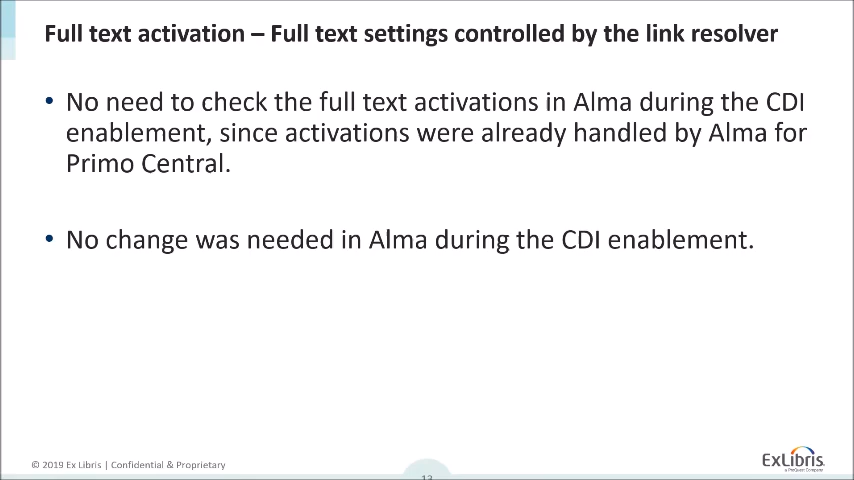 Full text activation – Full text settings controlled by the link resolver
• No need to check the full text activations in Alma during the CDI
enablement, since activations were already handled by Alma for
Primo Central.
• No change was needed in Alma during the CDI enablement.
© 2019 Ex Libris | Confidential & Proprietary
13
ExLibris
a ProQuest Company